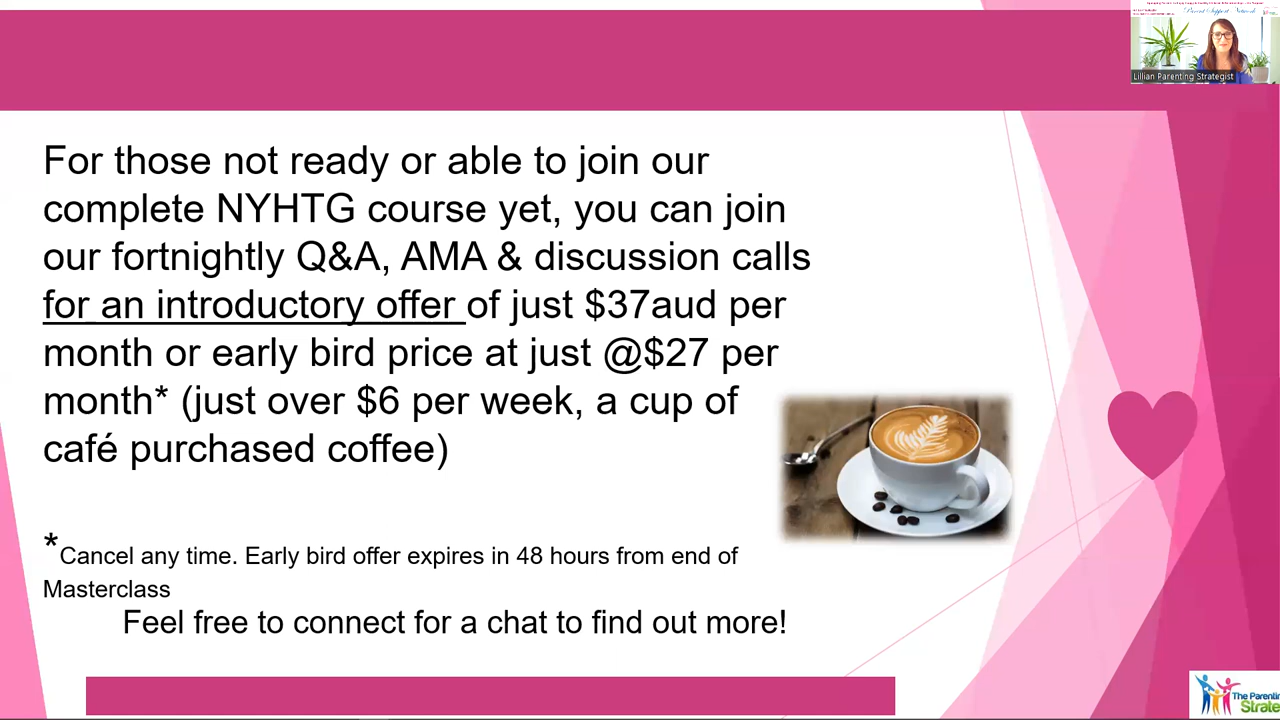 Parent Support Network
Lillian Parenting Strategist
For those not ready or able to join our
complete NYHTG course yet, you can join
our fortnightly Q&A, AMA & discussion calls
for an introductory offer of just $37aud per
month or early bird price at just @$27 per
month* (just over $6 per week, a cup of
café purchased coffee)
*Cancel any time. Early bird offer expires in 48 hours from end of
Masterclass
Feel free to connect for a chat to find out more!
The Parenti
Strate